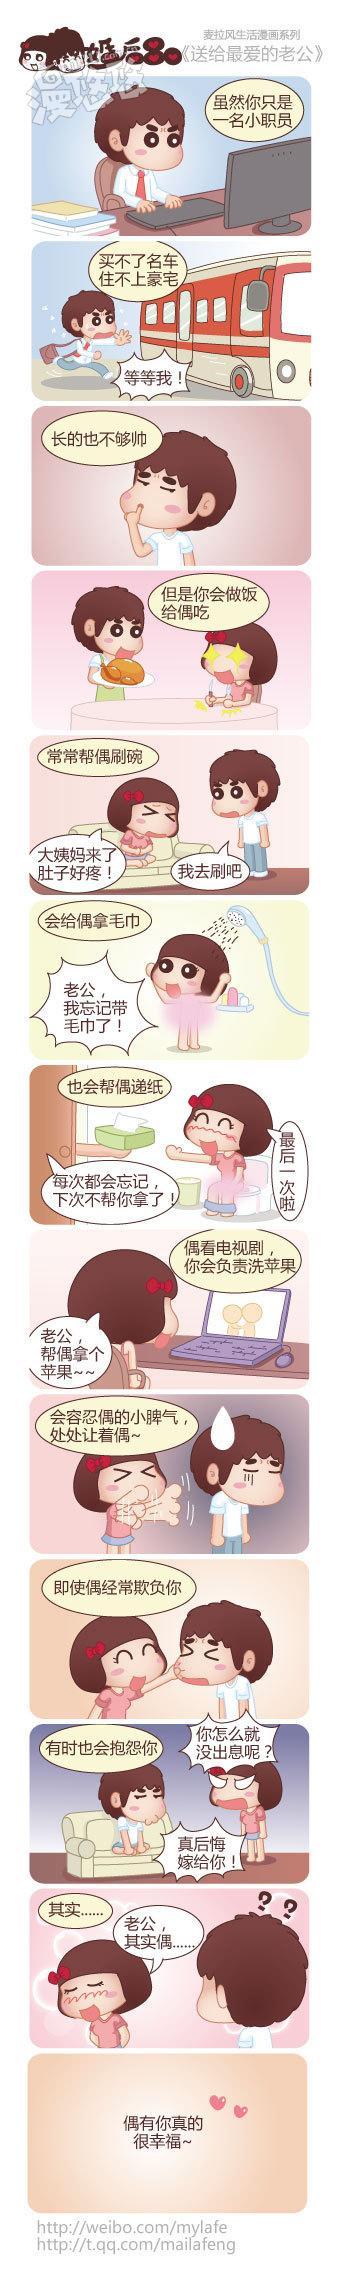 麦拉风生活漫画系列
婚后80
《送给最爱的老公》
漫悠悠
虽然你只是
一名小职员
买不了名车
住不上豪宅
等等我！
长的也不够帅
但是你会做饭
给偶吃
常常帮偶刷碗
大姨妈来了
肚子好疼！
我去刷吧
会给偶拿毛巾
老公，
我忘记带
毛巾了！
也会帮偶递纸
每次都会忘记，
下次不帮你拿了！
最后一次啦
偶看电视剧，
你会负责洗苹果
老公，
帮偶拿个
苹果~~
会容忍偶的小脾气，
处处让着偶~
即使偶经常欺负你
有时也会抱怨你
你怎么就
没出息呢？
真后悔
嫁给你！
其实......
老公，
其实偶......
? ?
偶有你真的
很幸福~
http://weibo.com/mylafe
http://t.qq.com/mailafeng